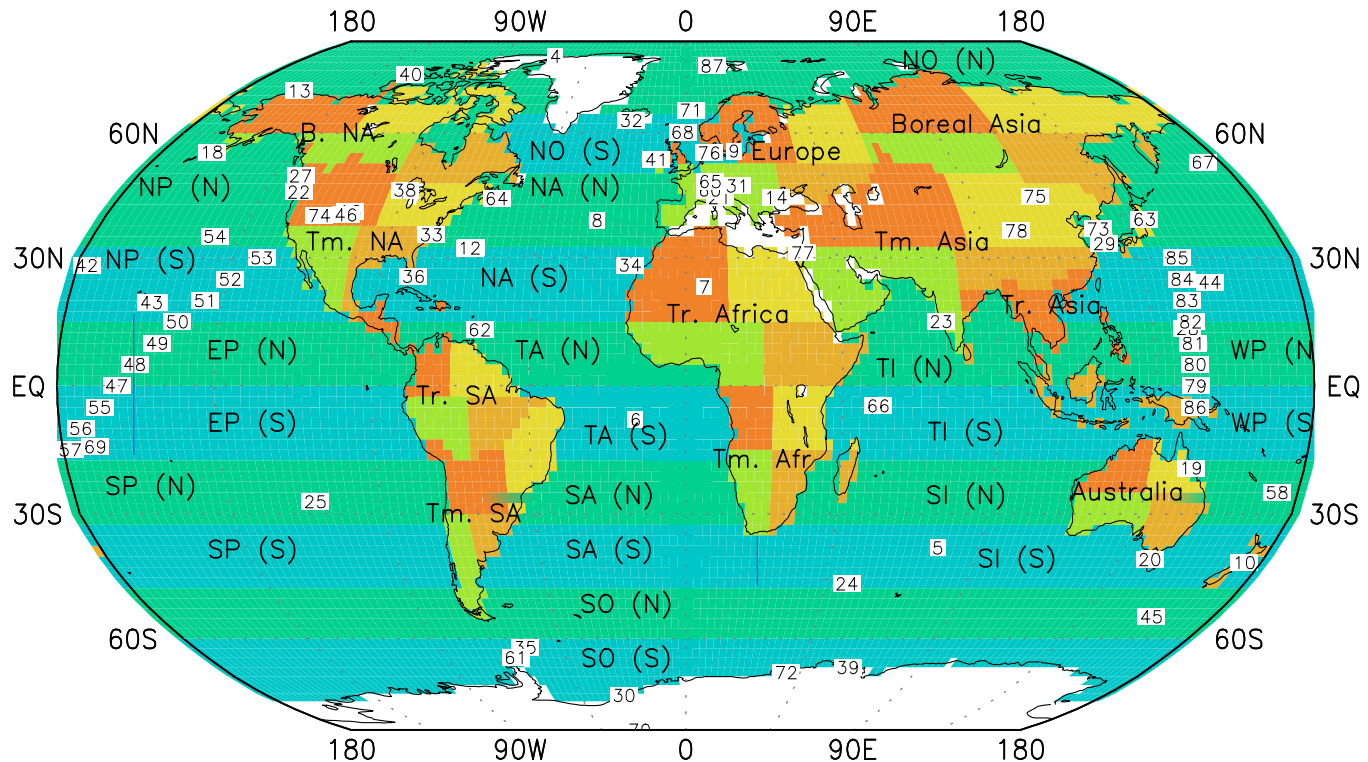 180 90W 0 90E 180
NO (N)
4
87
40
13
71
32
B. NA
60N
68
Boreal Asia
60N
18
NO (S)
76
Europe
41
67
27
NP (N)
22
38
NA (N)
64
65
31
14
75
74
46
8
21
63
54
33
Tm. NA
12
Tm. Asia
78
73
29
30N
42
NP (S)
53
77
85
30N
52
36
NA (S)
34
7
84
44
43
51
Tr. Africa
Tr. Asia
83
50
62
23
82
49
EP (N)
TA (N)
81
WP (N
48
TI (N)
80
EQ
47
79
EQ
55
Tr. SA
66
86
56
EP (S)
6
TA (S)
TI (S)
WP (S
57
69
Tm. Afr
19
SP (N)
25
SA (N)
SI (N)
Australia
58
30S
Tm. SA
30S
SP (S)
SA (S)
5
SI (S)
20
10
24
SO (N)
45
60S
35
60S
61
SO (S)
72
39
30
180 90W 0 90E 180